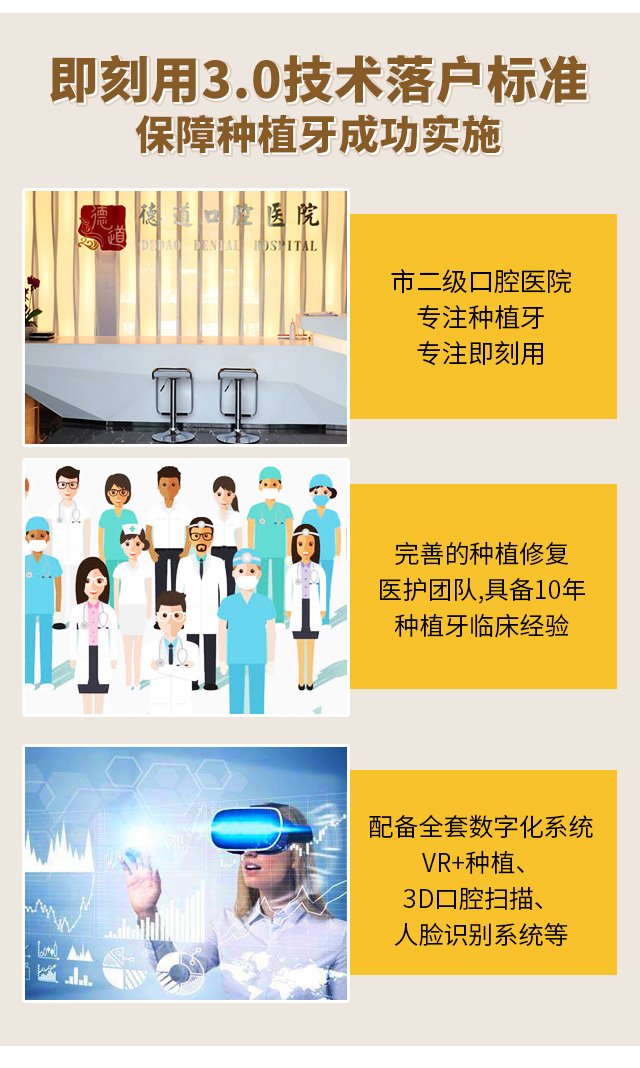 即刻用3.0技术落户标准
保障种植牙成功实施
德道
德道口腔医院
DEDAO DENTAL HOSPITAL
市二级口腔医院
专注种植牙
专注即刻用
完善的种植修复
医护团队,具备10年
种植牙临床经验
配备全套数字化系统
VR+种植、
3D口腔扫描、
人脸识别系统等